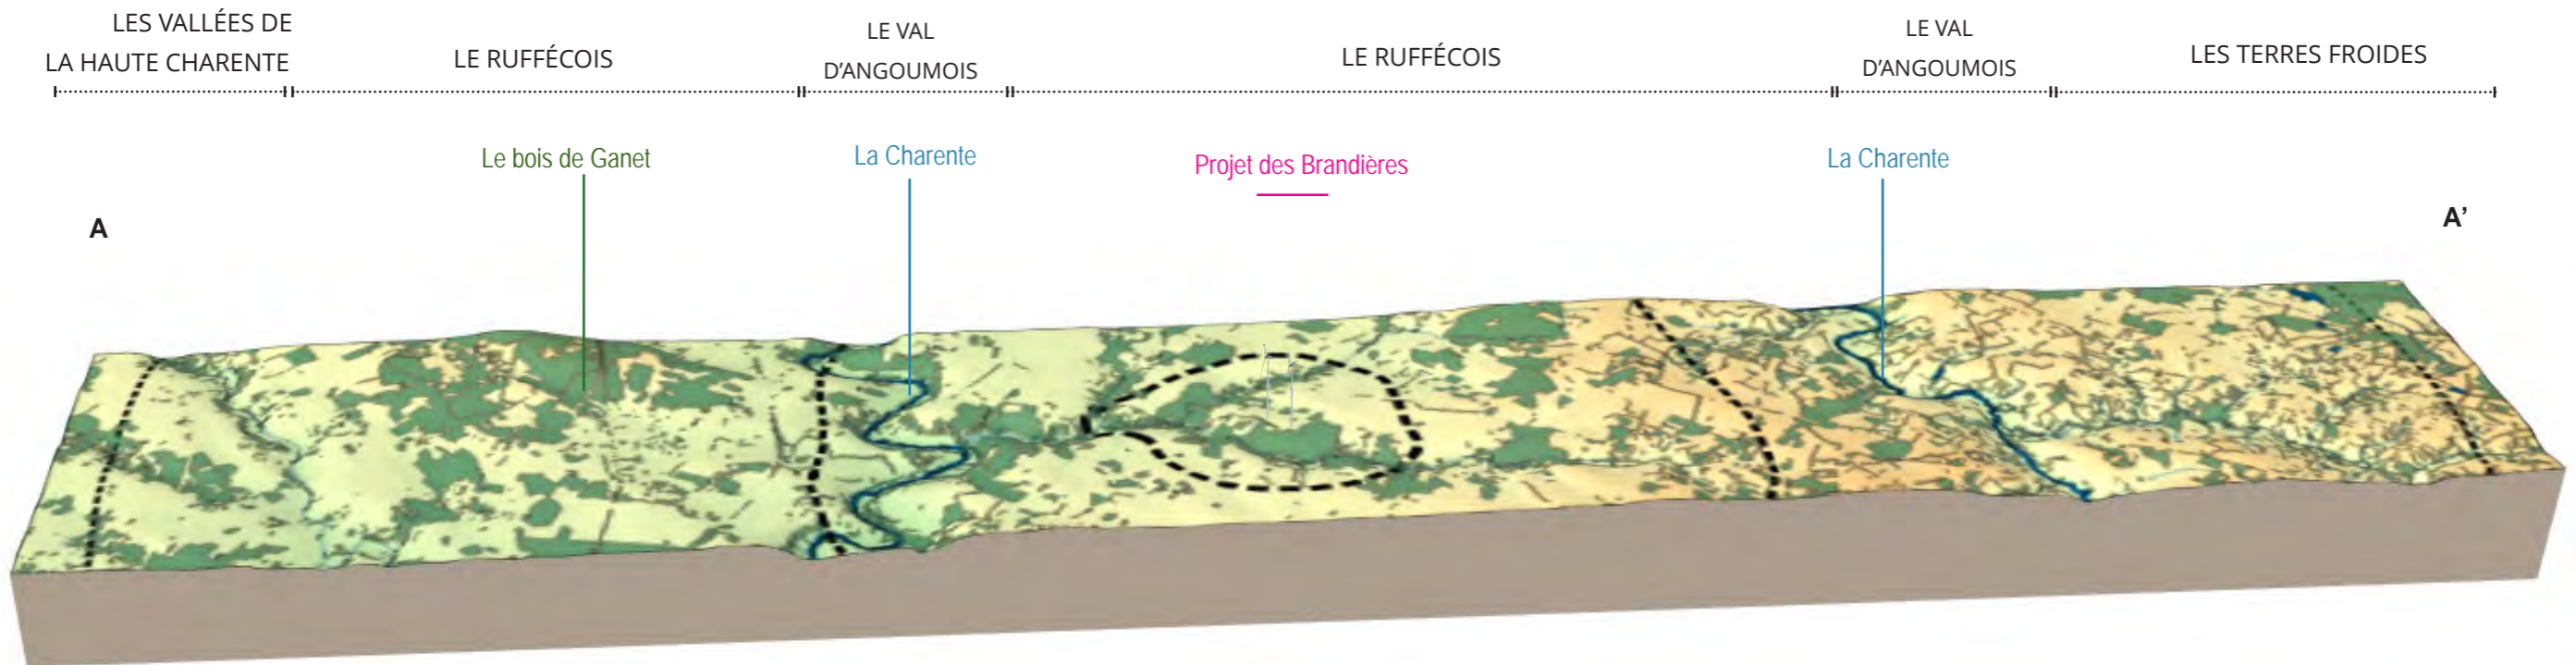 LES VALLÉES DE
LA HAUTE CHARENTE
LE RUFFÉCOIS
LE VAL
D'ANGOUMOIS
LE RUFFÉCOIS
LE VAL
D'ANGOUMOIS
LES TERRES FROIDES
Le bois de Ganet
La Charente
Projet des Brandières
La Charente
A
A’